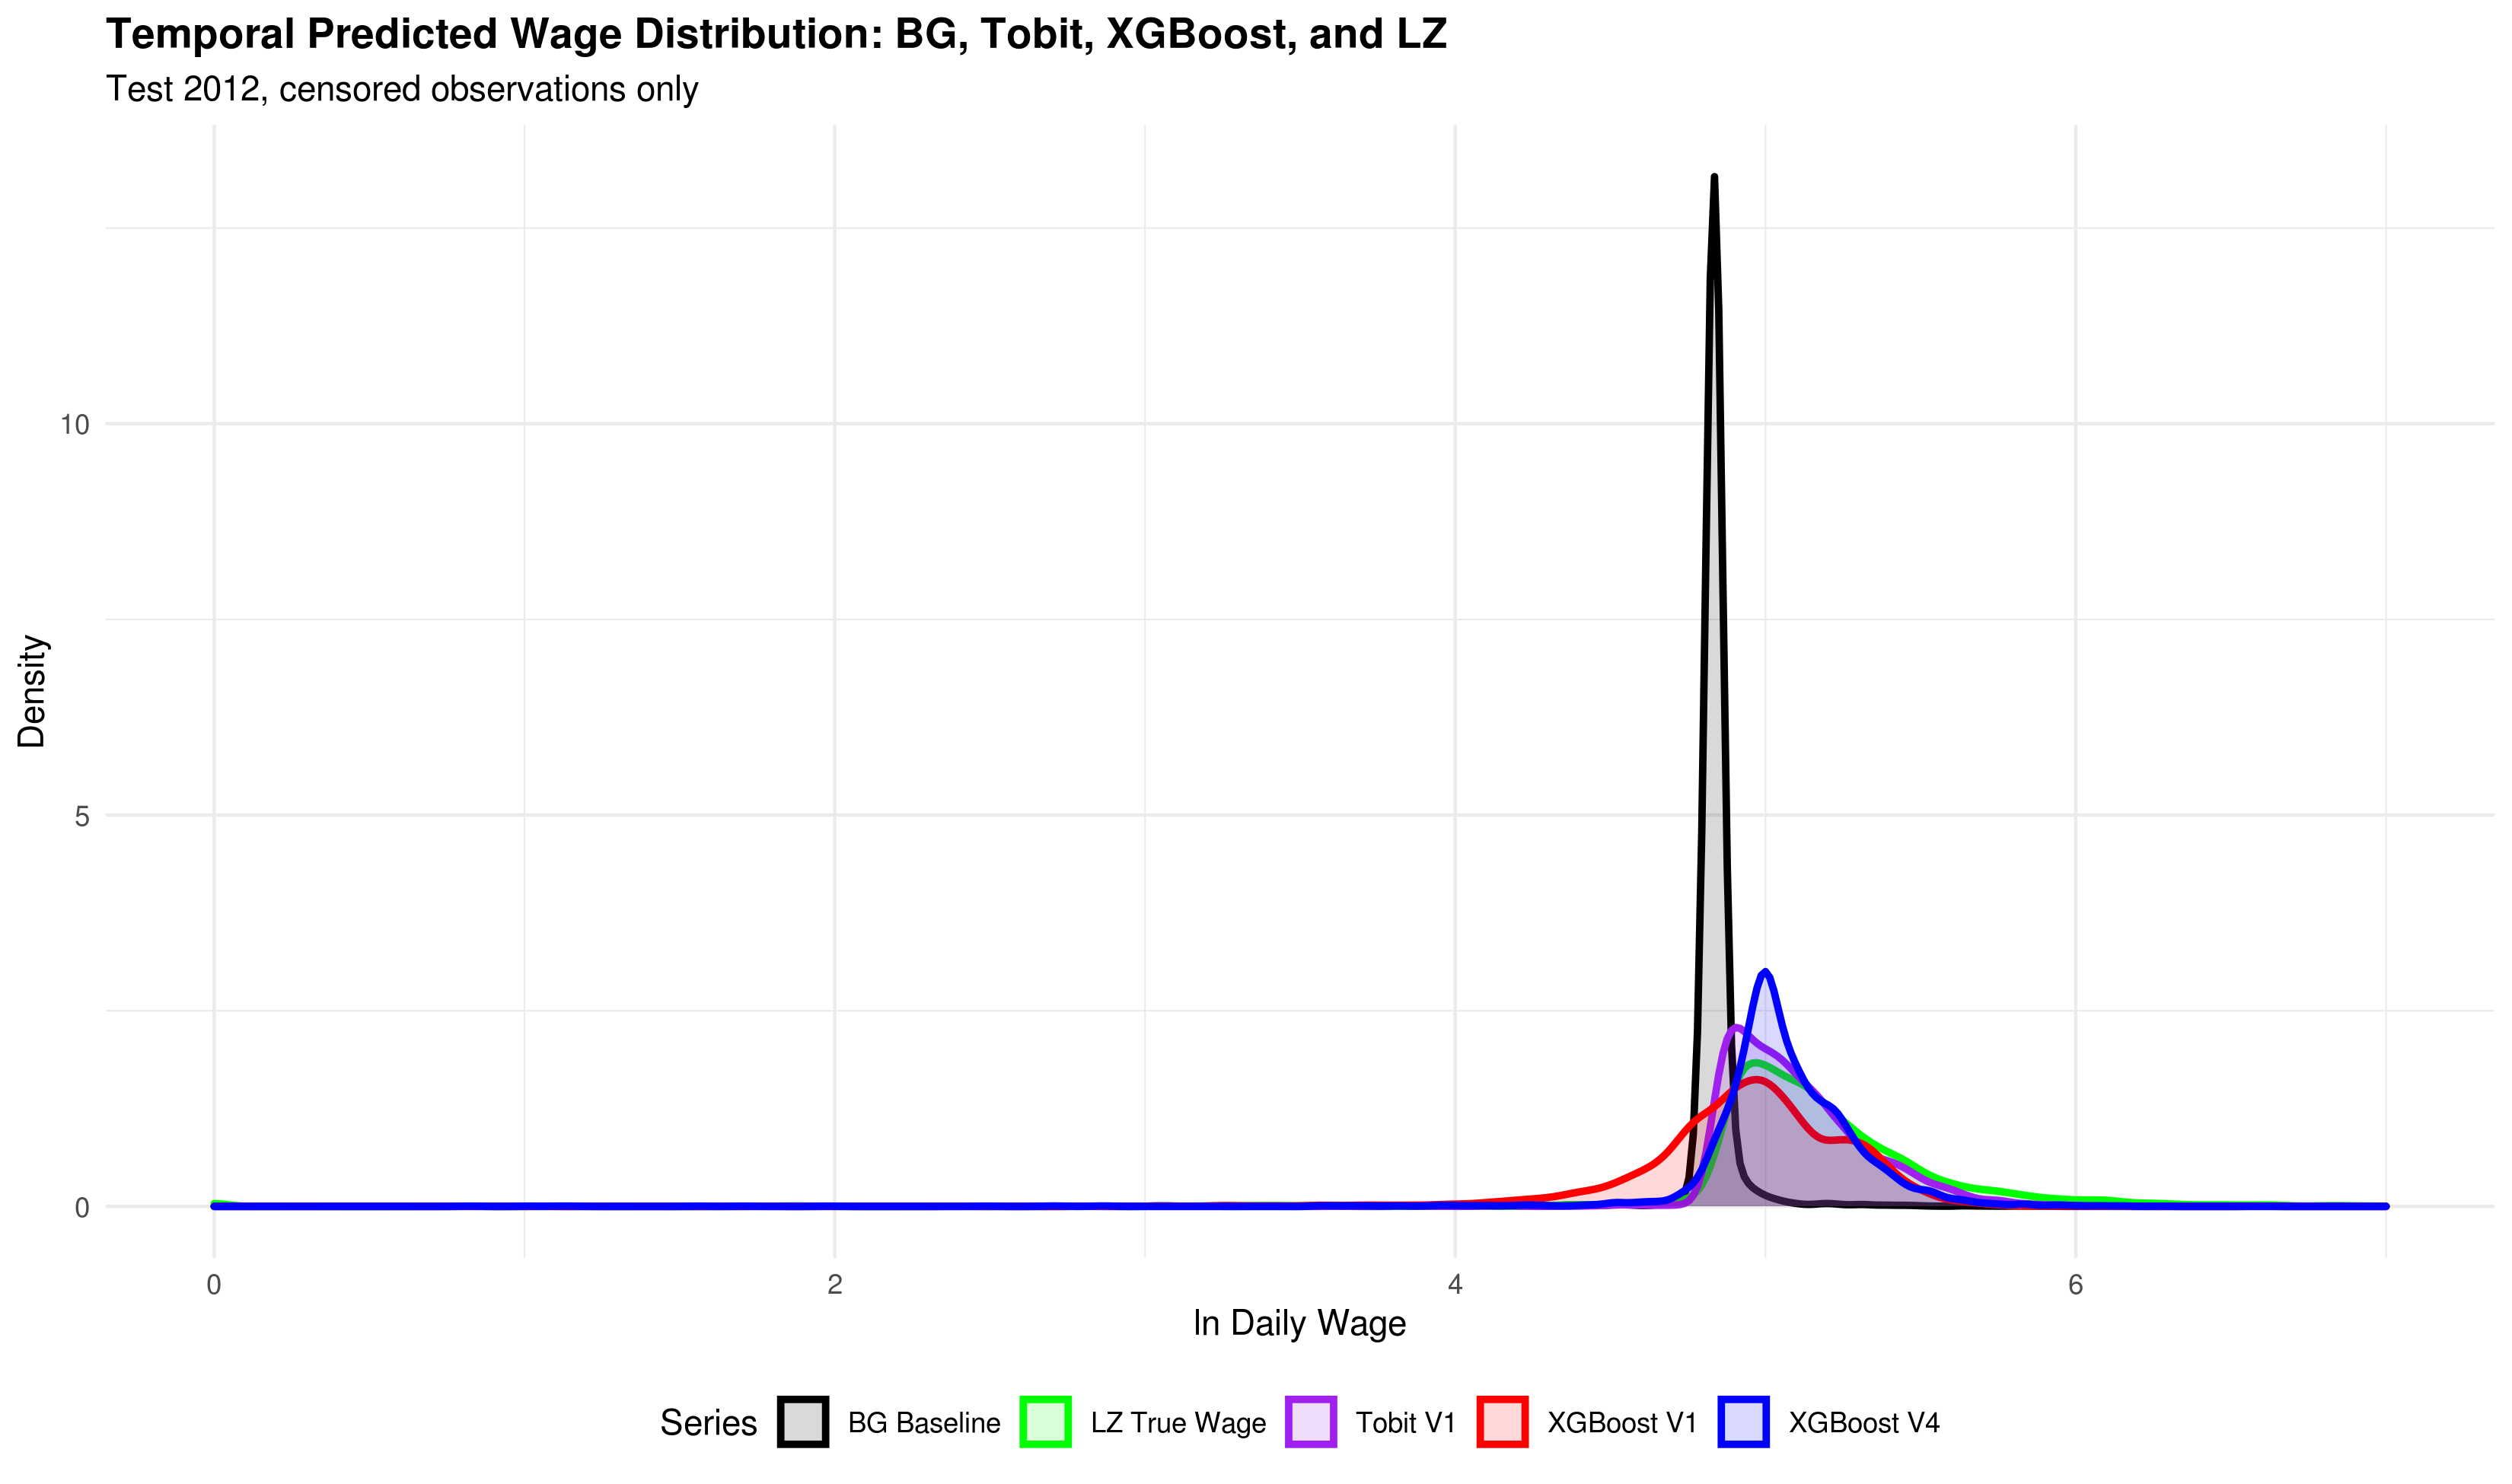 Temporal Predicted Wage Distribution: BG, Tobit, XGBoost, and LZ
Test 2012, censored observations only
Density
10
5
0
0 2 4 6
ln Daily Wage
Series BG Baseline LZ True Wage Tobit V1 XGBoost V1 XGBoost V4